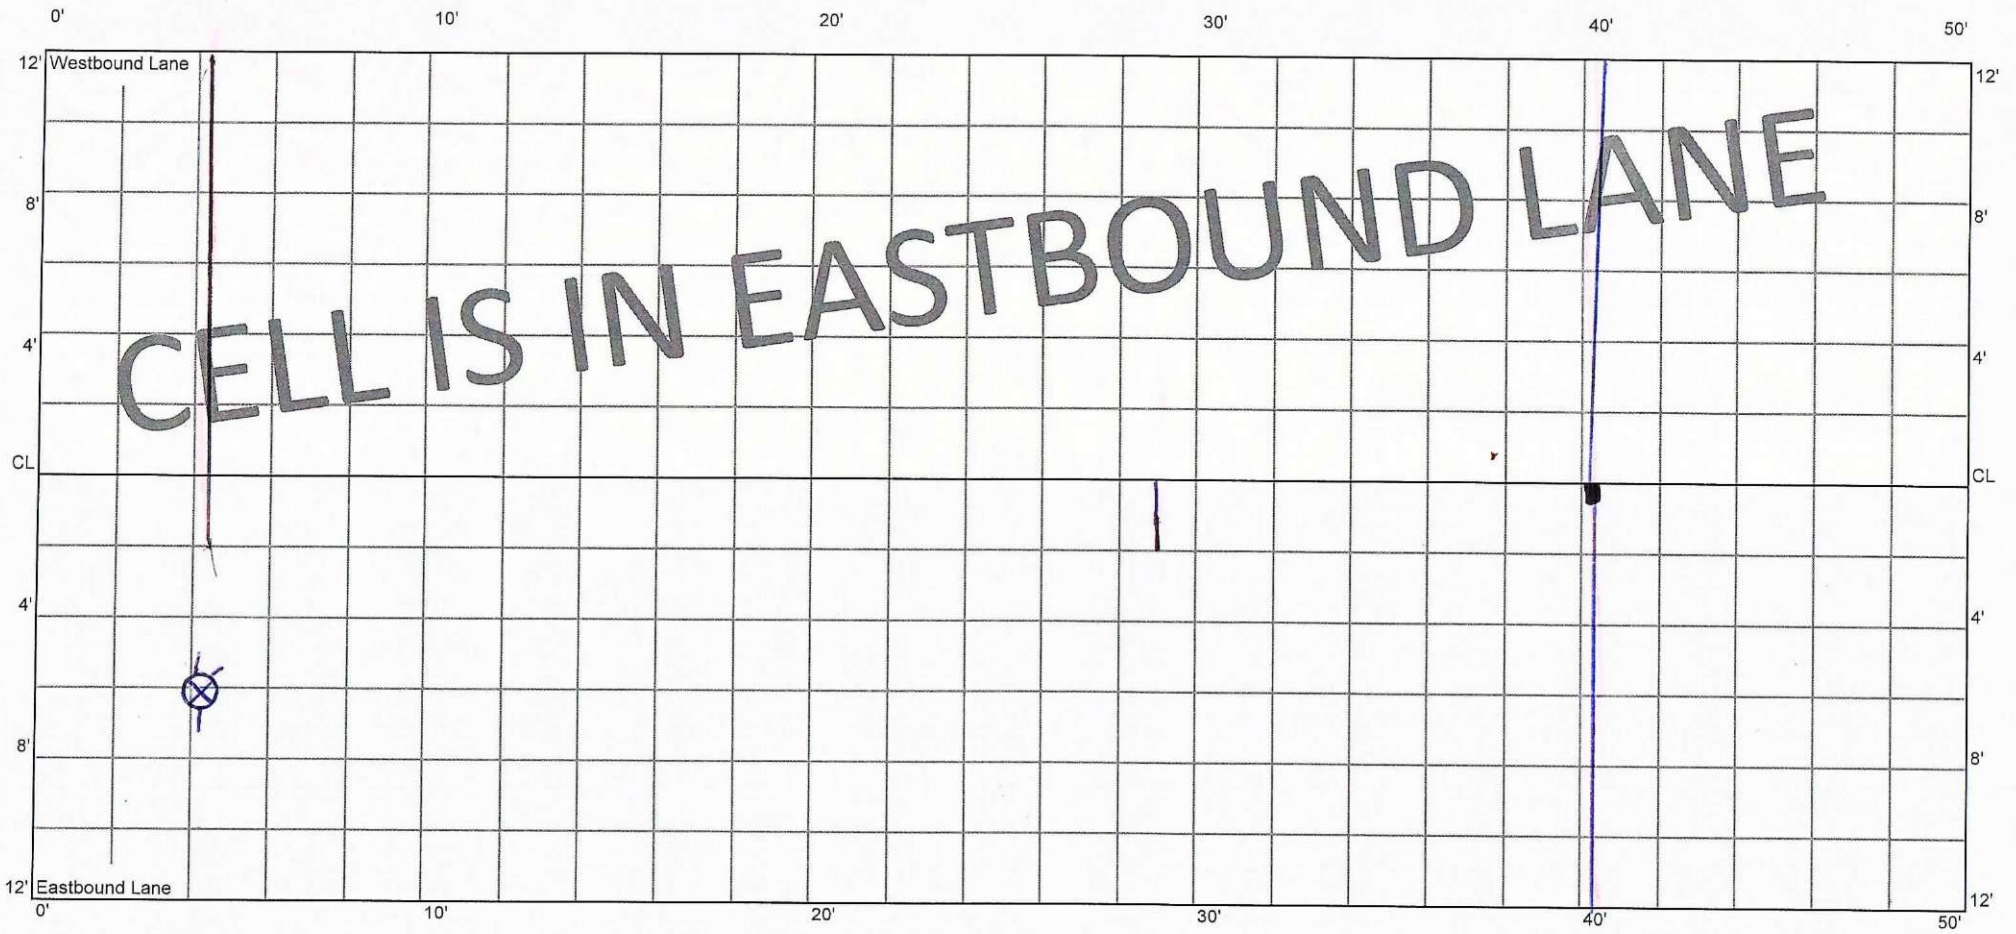 0' 10' 20' 30' 40' 50'
12' Westbound Lane 12'
8' 8'
CELL IS IN EASTBOUND LANE
4' 4'
CL CL
4' 4'
8' 8'
12' Eastbound Lane 12'
0' 10' 20' 30' 40' 50'